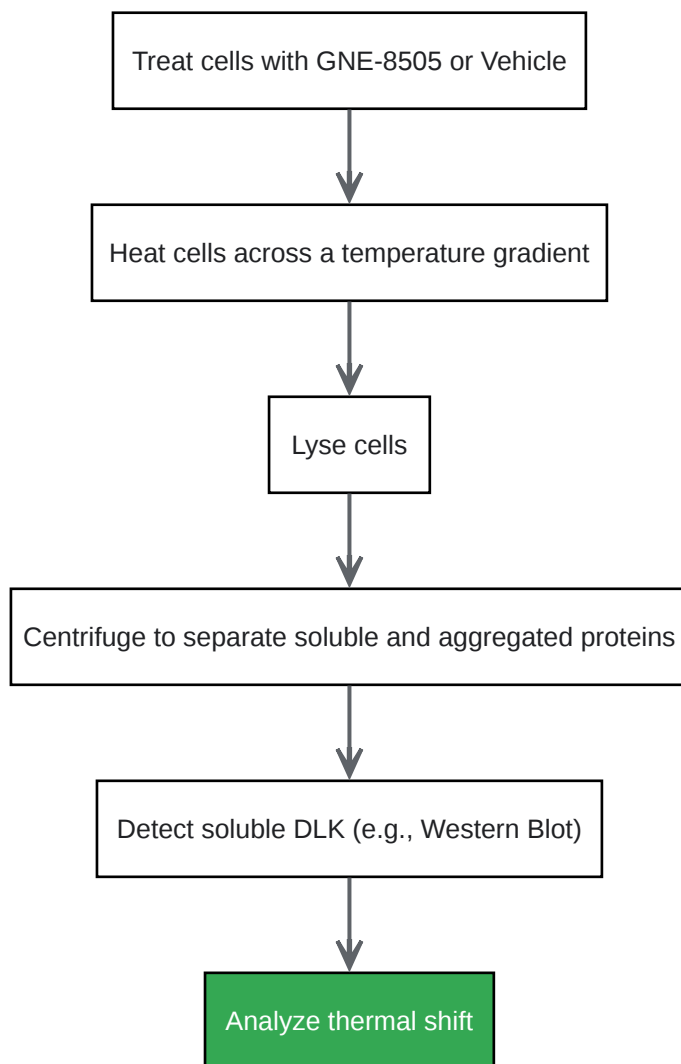 Treat cells with GNE-8505 or Vehicle
Heat cells across a temperature gradient
Lyse cells
Centrifuge to separate soluble and aggregated proteins
Detect soluble DLK (e.g., Western Blot)
Analyze thermal shift